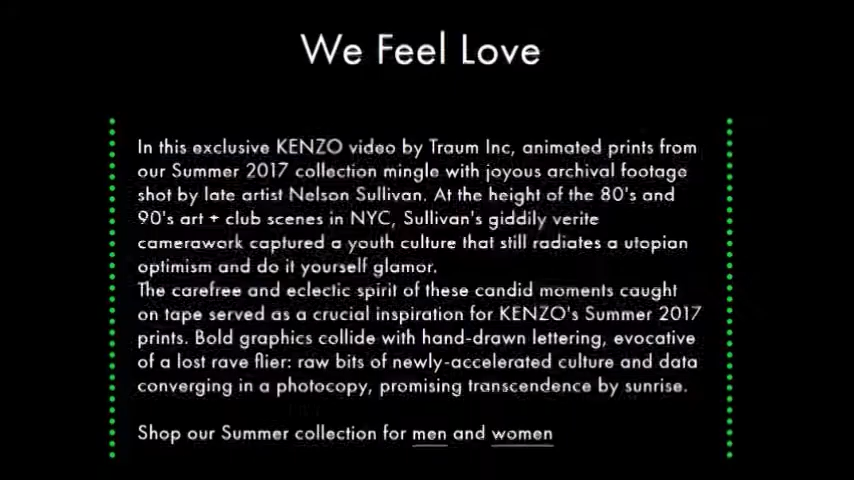 We Feel Love
In this exclusive KENZO video by Traum Inc, animated prints from
our Summer 2017 collection mingle with joyous archival footage
shot by late artist Nelson Sullivan. At the height of the 80's and
90's art + club scenes in NYC, Sullivan's giddily verite
camerawork captured a youth culture that still radiates a utopian
optimism and do it yourself glamor.
The carefree and eclectic spirit of these candid moments caught
on tape served as a crucial inspiration for KENZO's Summer 2017
prints. Bold graphics collide with hand-drawn lettering, evocative
of a lost rave flier: raw bits of newly-accelerated culture and data
converging in a photocopy, promising transcendence by sunrise.
Shop our Summer collection for men and women